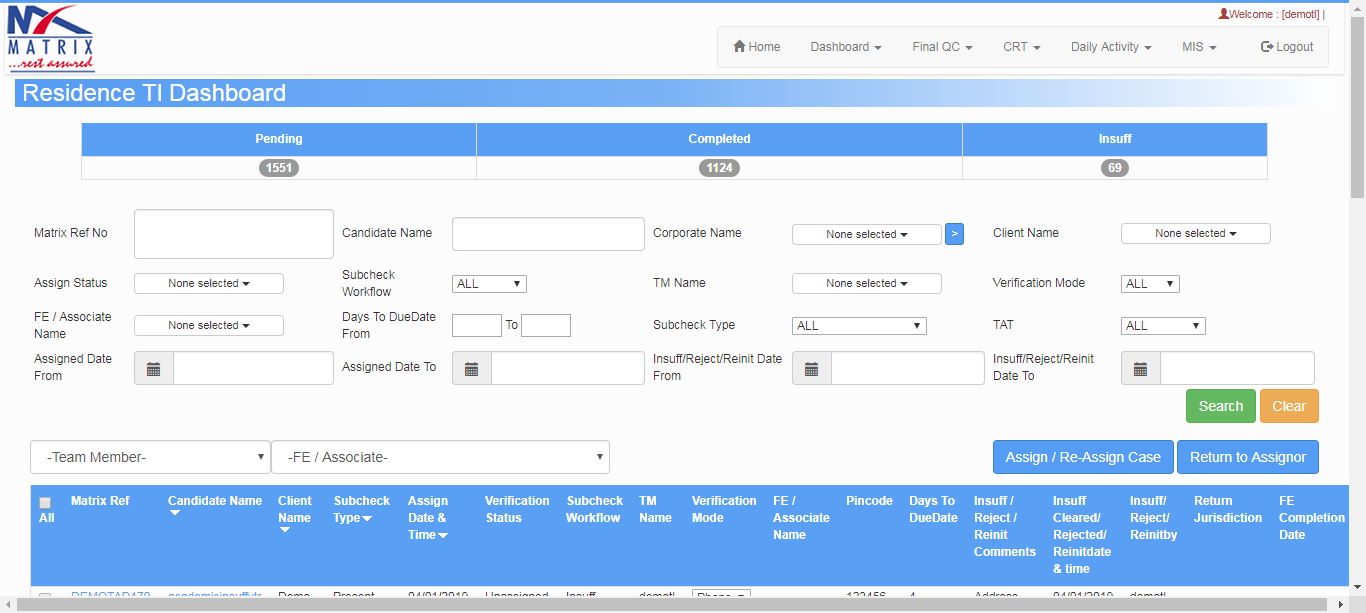 MATRIX
...rest assured
Welcome : [demotl] |
Home Dashboard Final QC CRT Daily Activity MIS Logout
Residence Tl Dashboard
Pending Completed Insuff
1551 1124 69
Matrix Ref No Candidate Name Corporate Name None selected > Client Name None selected
Assign Status None selected Subcheck Workflow ALL TM Name None selected Verification Mode ALL
FE / Associate Name None selected Days To DueDate From To Subcheck Type ALL TAT ALL
Assigned Date From Assigned Date To Insuff/Reject/Reinit Date From Insuff/Reject/Reinit Date To
Search Clear
-Team Member- -FE / Associate- Assign / Re-Assign Case Return to Assignor
All Matrix Ref Candidate Name Client Name Subcheck Type Assign Date & Time Verification Status Subcheck Workflow TM Name Verification Mode FE / Associate Name Pincode Days To DueDate Insuff / Reject / Reinit Comments Insuff Cleared/ Rejected/ Reinitdate & time Insuff/ Reject/ Reinitby Return Jurisdiction FE Completion Date
Demo Present 04/01/2019 Unassigned Insuff demotl Phone 122456 4 Address 04/01/2019 demotl